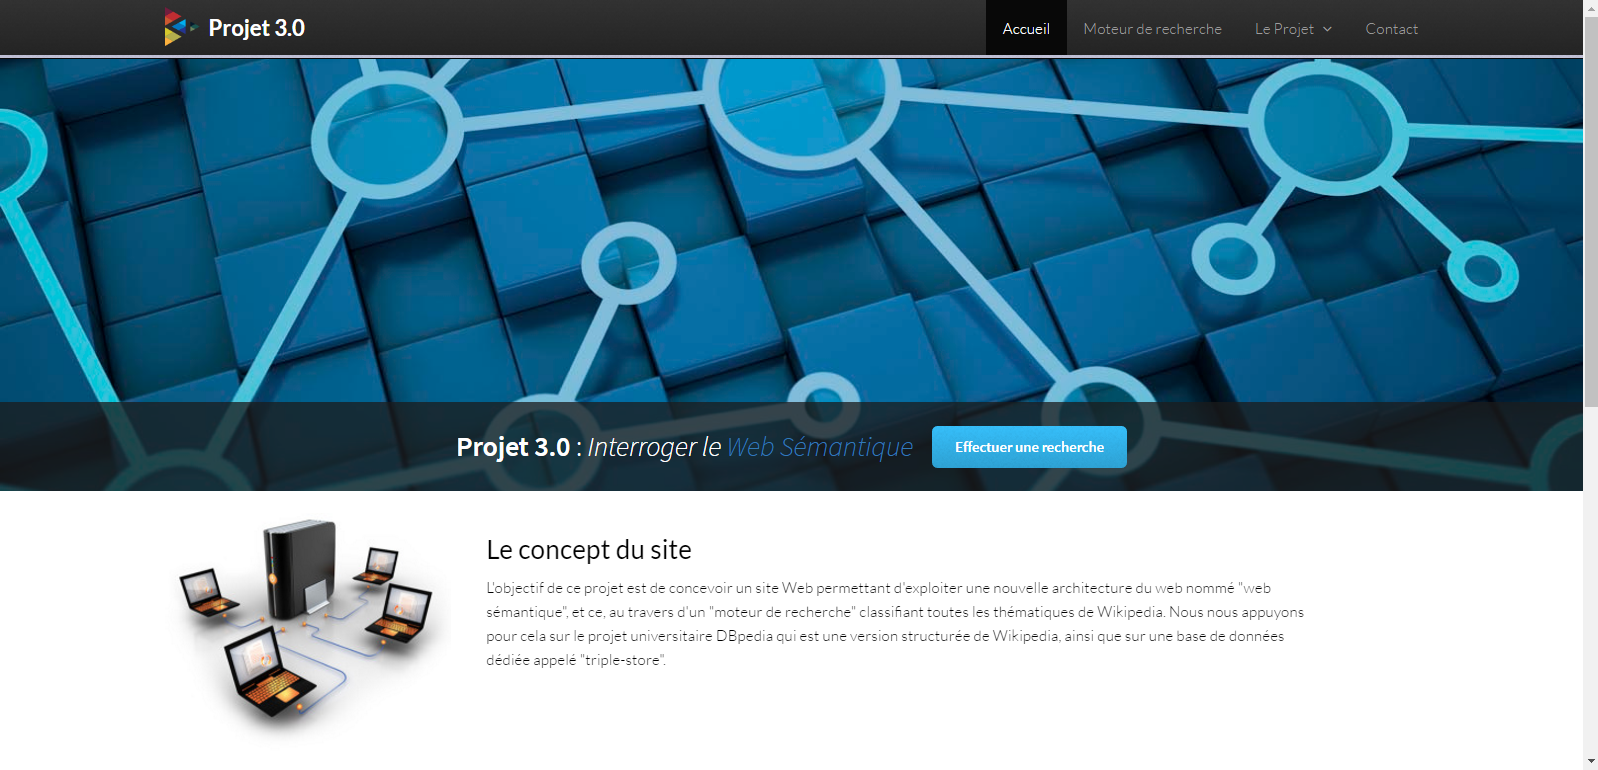 Projet 3.0
Accueil
Moteur de recherche
Le Projet
Contact
Projet 3.0 : Interroger le Web Sémantique
Effectuer une recherche
Le concept du site
L'objectif de ce projet est de concevoir un site Web permettant d'exploiter une nouvelle architecture du web nommé "web
sémantique", et ce, au travers d'un "moteur de recherche" classifiant toutes les thématiques de Wikipedia. Nous nous appuyons
pour cela sur le projet universitaire DBpedia qui est une version structurée de Wikipedia, ainsi que sur une base de données
dédiée appelé "triple-store".